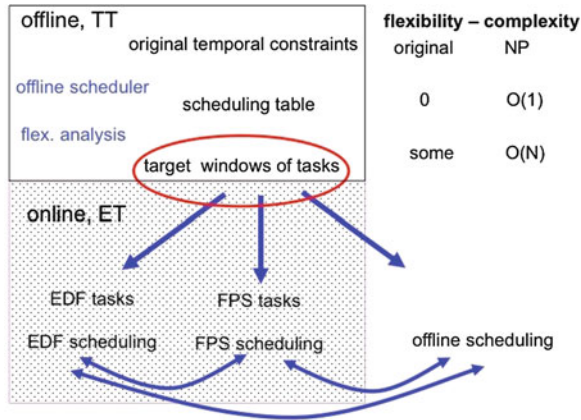 offline, TT
original temporal constraints
flexibility – complexity
original NP
offline scheduler
scheduling table
0 O(1)
flex. analysis
target windows of tasks
some O(N)
online, ET
EDF tasks
FPS tasks
EDF scheduling
FPS scheduling
offline scheduling